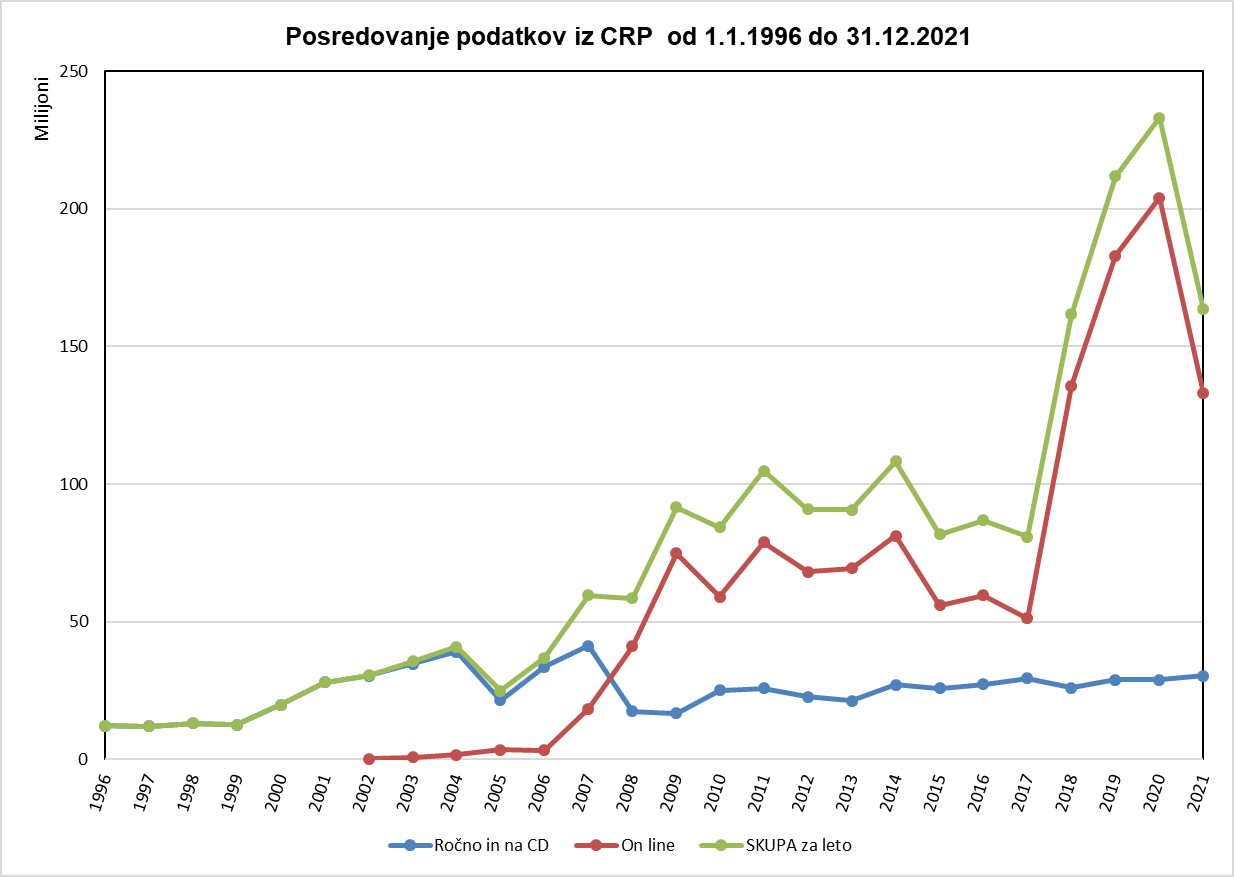 Posredovanje podatkov iz CRP  od 1.1.1996 do 31.12.2021
Milijoni
250
200
150
100
50
0
1996 1997 1998 1999 2000 2001 2002 2003 2004 2005 2006 2007 2008 2009 2010 2011 2012 2013 2014 2015 2016 2017 2018 2019 2020 2021
Ročno in na CD On line SKUPA za leto